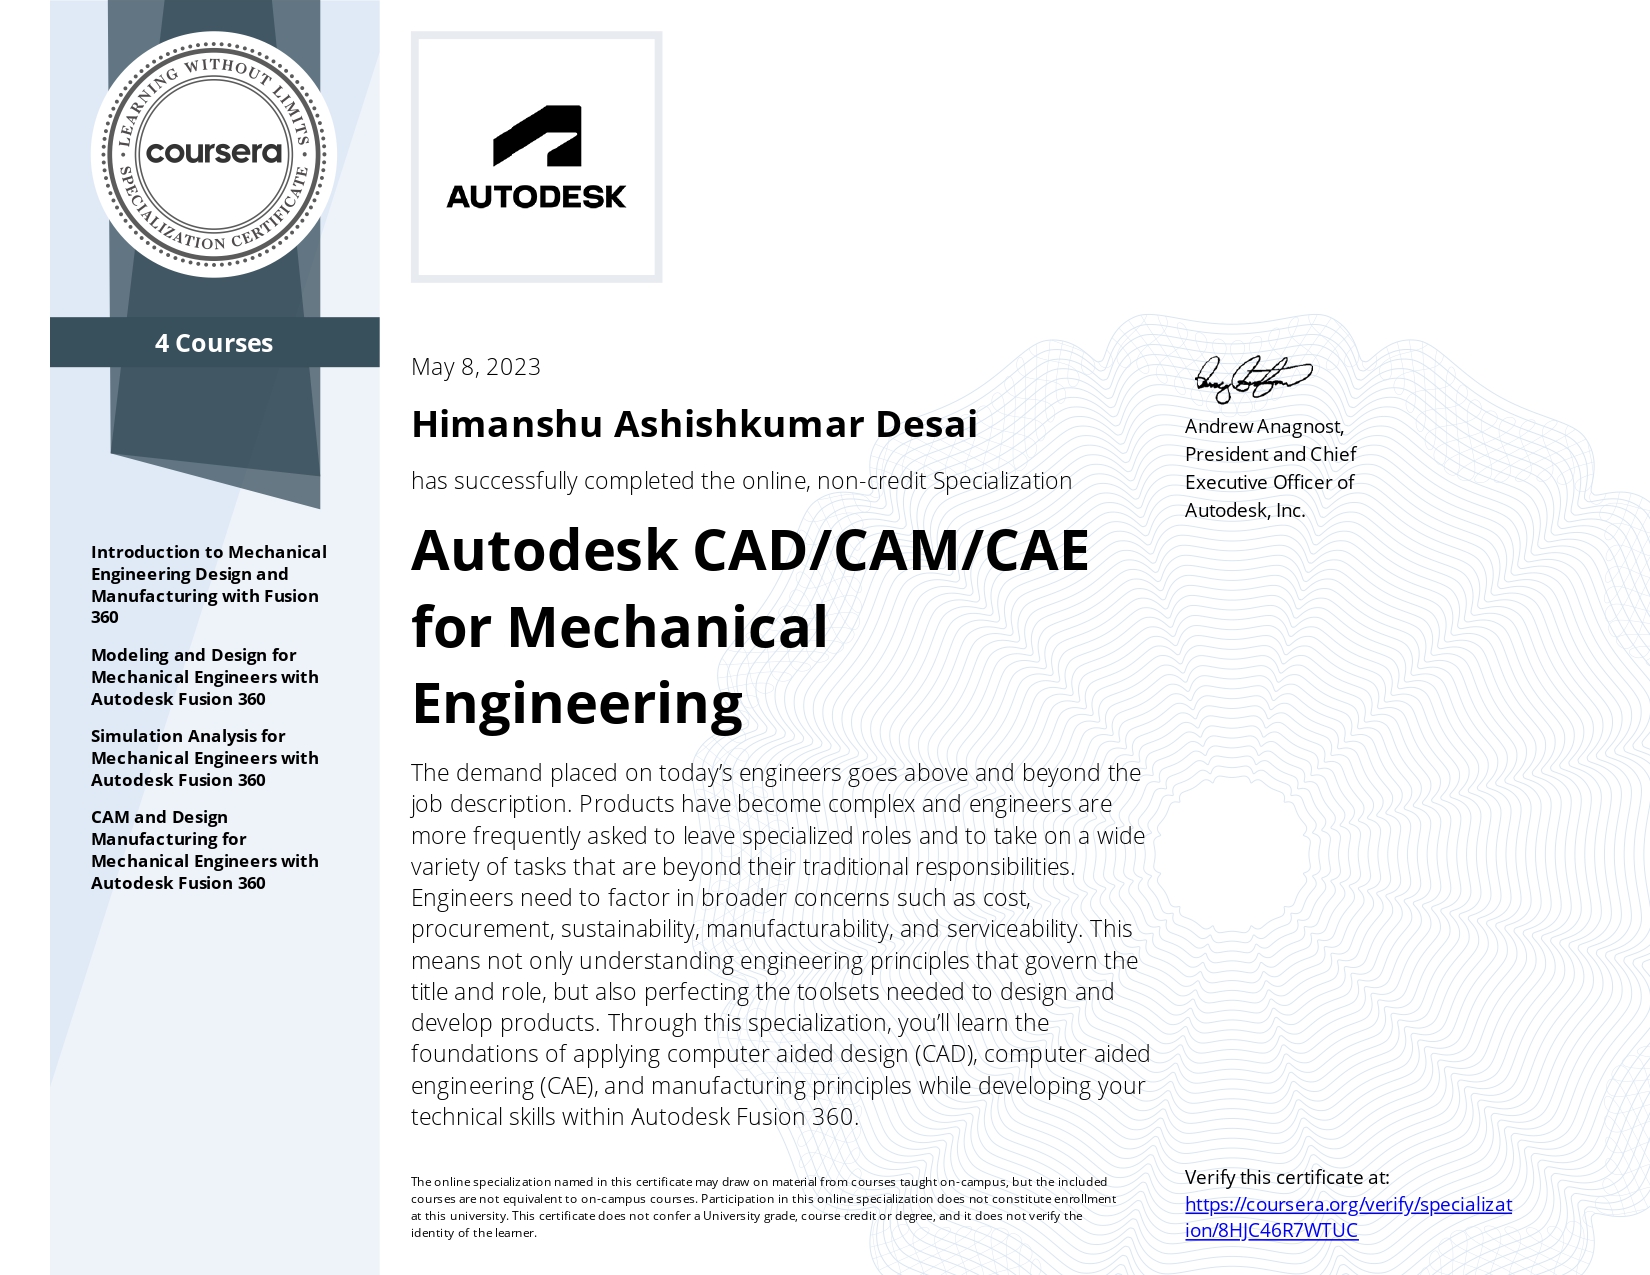 LEARNING WITHOUT LIMITS
coursera
SPECIALIZATION CERTIFICATE
4 Courses
Introduction to Mechanical
Engineering Design and
Manufacturing with Fusion
360
Modeling and Design for
Mechanical Engineers with
Autodesk Fusion 360
Simulation Analysis for
Mechanical Engineers with
Autodesk Fusion 360
CAM and Design
Manufacturing for
Mechanical Engineers with
Autodesk Fusion 360
AUTODESK
May 8, 2023
Himanshu Ashishkumar Desai
has successfully completed the online, non-credit Specialization
Autodesk CAD/CAM/CAE
for Mechanical
Engineering
The demand placed on today’s engineers goes above and beyond the
job description. Products have become complex and engineers are
more frequently asked to leave specialized roles and to take on a wide
variety of tasks that are beyond their traditional responsibilities.
Engineers need to factor in broader concerns such as cost,
procurement, sustainability, manufacturability, and serviceability. This
means not only understanding engineering principles that govern the
title and role, but also perfecting the toolsets needed to design and
develop products. Through this specialization, you’ll learn the
foundations of applying computer aided design (CAD), computer aided
engineering (CAE), and manufacturing principles while developing your
technical skills within Autodesk Fusion 360.
The online specialization named in this certificate may draw on material from courses taught on-campus, but the included
courses are not equivalent to on-campus courses. Participation in this online specialization does not constitute enrollment
at this university. This certificate does not confer a University grade, course credit or degree, and it does not verify the
identity of the learner.
Andrew Anagnost,
President and Chief
Executive Officer of
Autodesk, Inc.
Verify this certificate at:
https://coursera.org/verify/specializat
ion/8HJC46R7WTUC